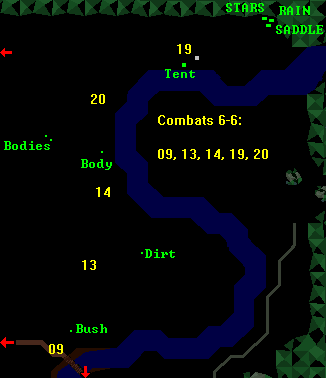 STARS
RAIN
SADDLE
19
Tent
20
Combats 6-6:
Bodies
09, 13, 14, 19, 20
Body
14
Dirt
13
Bush
09